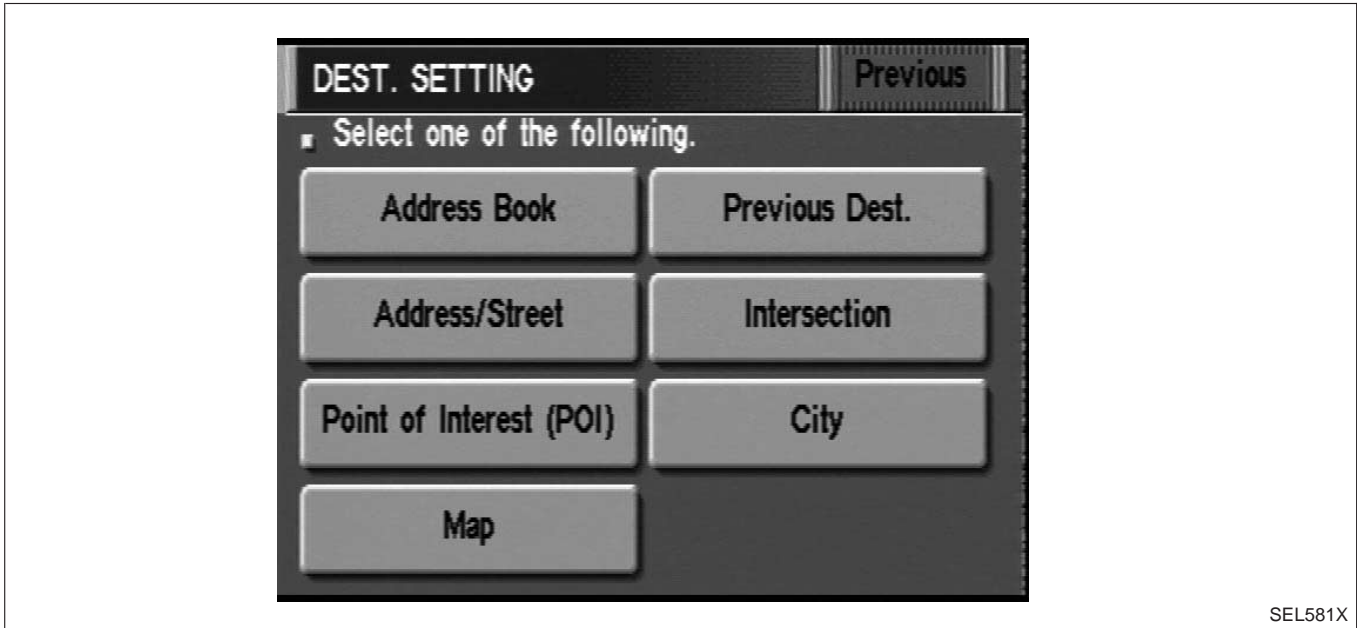 DEST. SETTING
Previous
Select one of the following.
Address Book
Previous Dest.
Address/Street
Intersection
Point of Interest (POI)
City
Map
SEL581X